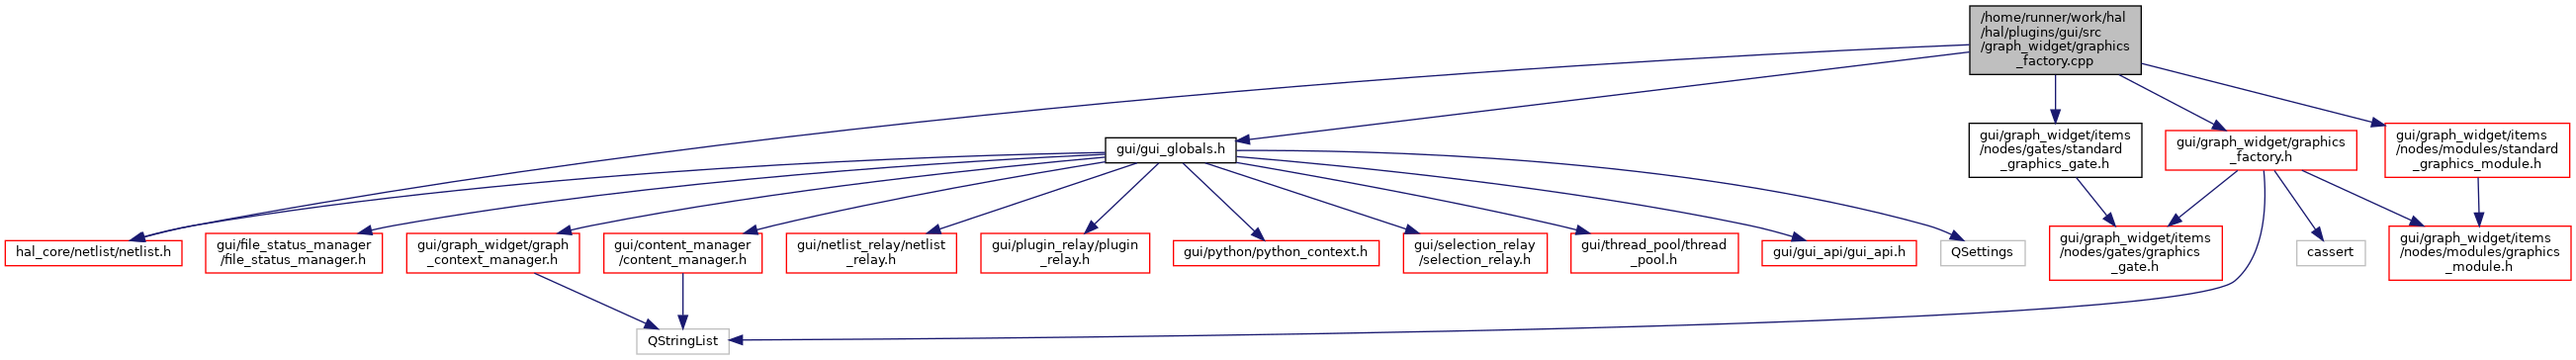 /home/runner/work/hal
/hal/plugins/gui/src
/graph_widget/graphics
_factory.cpp
gui/gui_globals.h
gui/graph_widget/items
/nodes/gates/standard
_graphics_gate.h
gui/graph_widget/graphics
_factory.h
gui/graph_widget/items
/nodes/modules/standard
_graphics_module.h
hal_core/netlist/netlist.h
gui/file_status_manager
/file_status_manager.h
gui/graph_widget/graph
_context_manager.h
gui/content_manager
/content_manager.h
gui/netlist_relay/netlist
_relay.h
gui/plugin_relay/plugin
_relay.h
gui/python/python_context.h
gui/selection_relay
/selection_relay.h
gui/thread_pool/thread
_pool.h
gui/gui_api/gui_api.h
QSettings
gui/graph_widget/items
/nodes/gates/graphics
_gate.h
cassert
gui/graph_widget/items
/nodes/modules/graphics
_module.h
QStringList